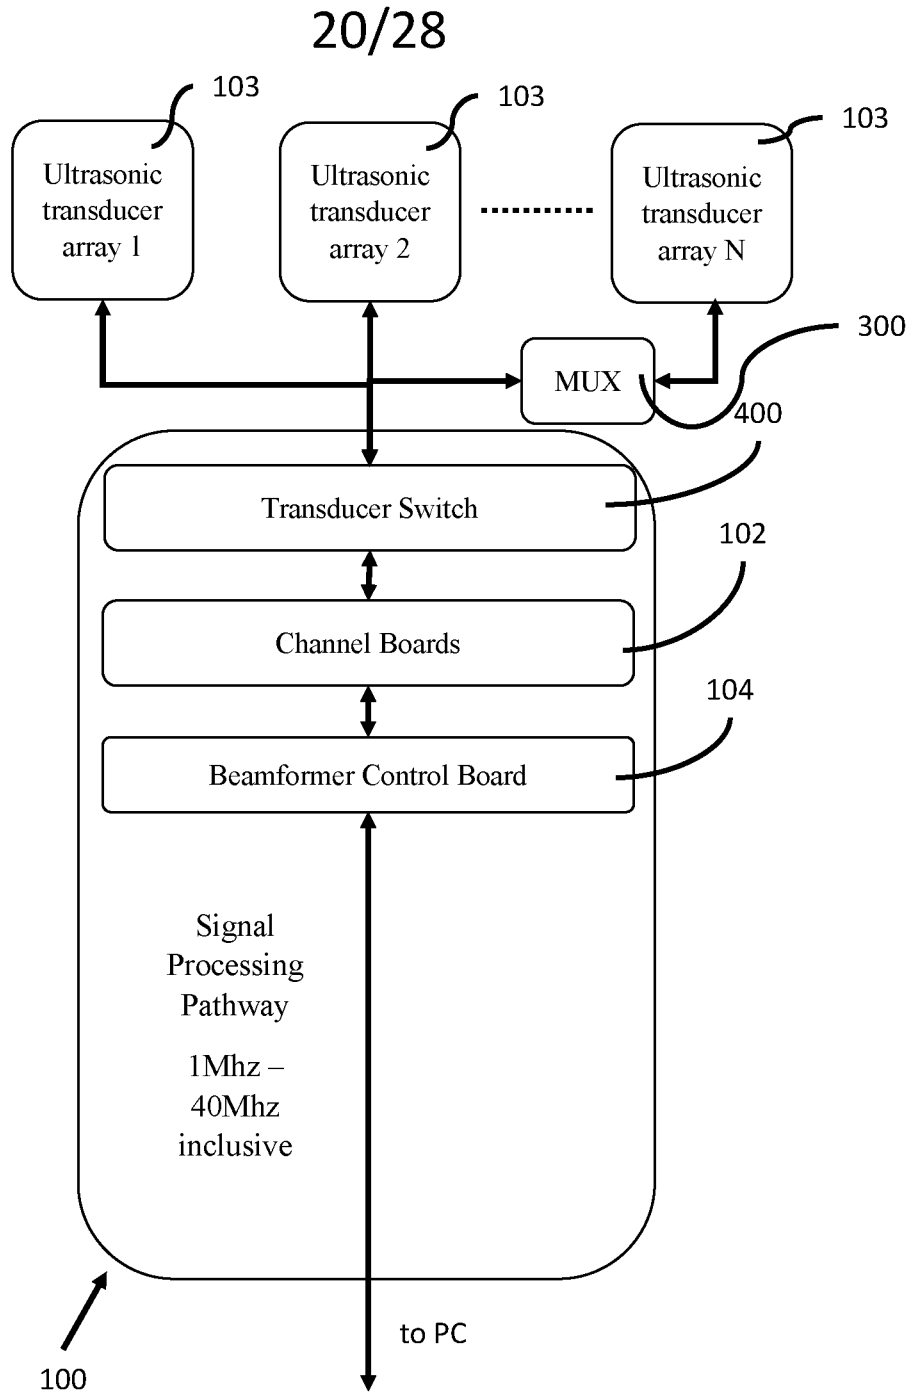 20/28
103
103
103
Ultrasonic
transducer
array 1
Ultrasonic
transducer
array 2
Ultrasonic
transducer
array N
300
MUX
400
Transducer Switch
102
Channel Boards
104
Beamformer Control Board
Signal
Processing
Pathway
1Mhz –
40Mhz
inclusive
to PC
100